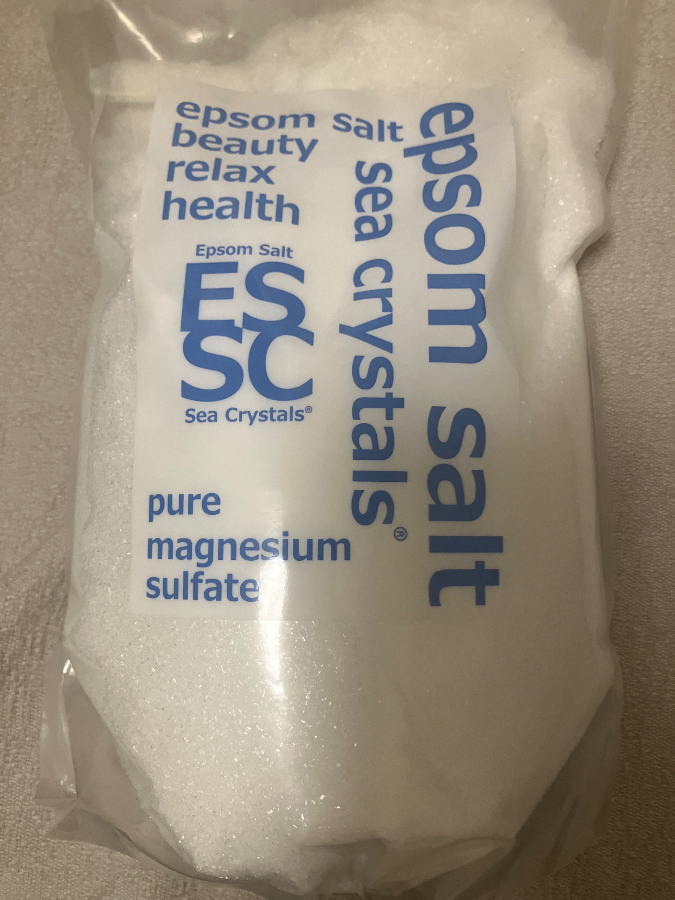 epsom salt
beauty
relax
health
Epsom Salt
ES
SC
Sea Crystals®
pure
magnesium
sulfate
sea crystals®
epsom salt